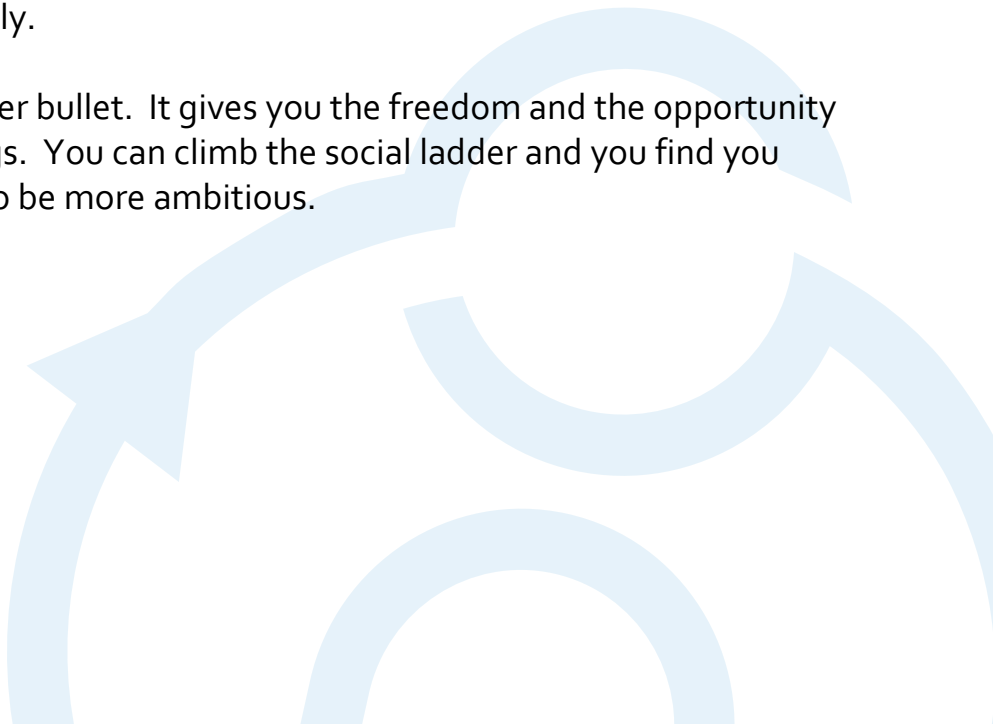 ly.
er bullet.  It gives you the freedom and the opportunity
gs.  You can climb the social ladder and you find you
o be more ambitious.